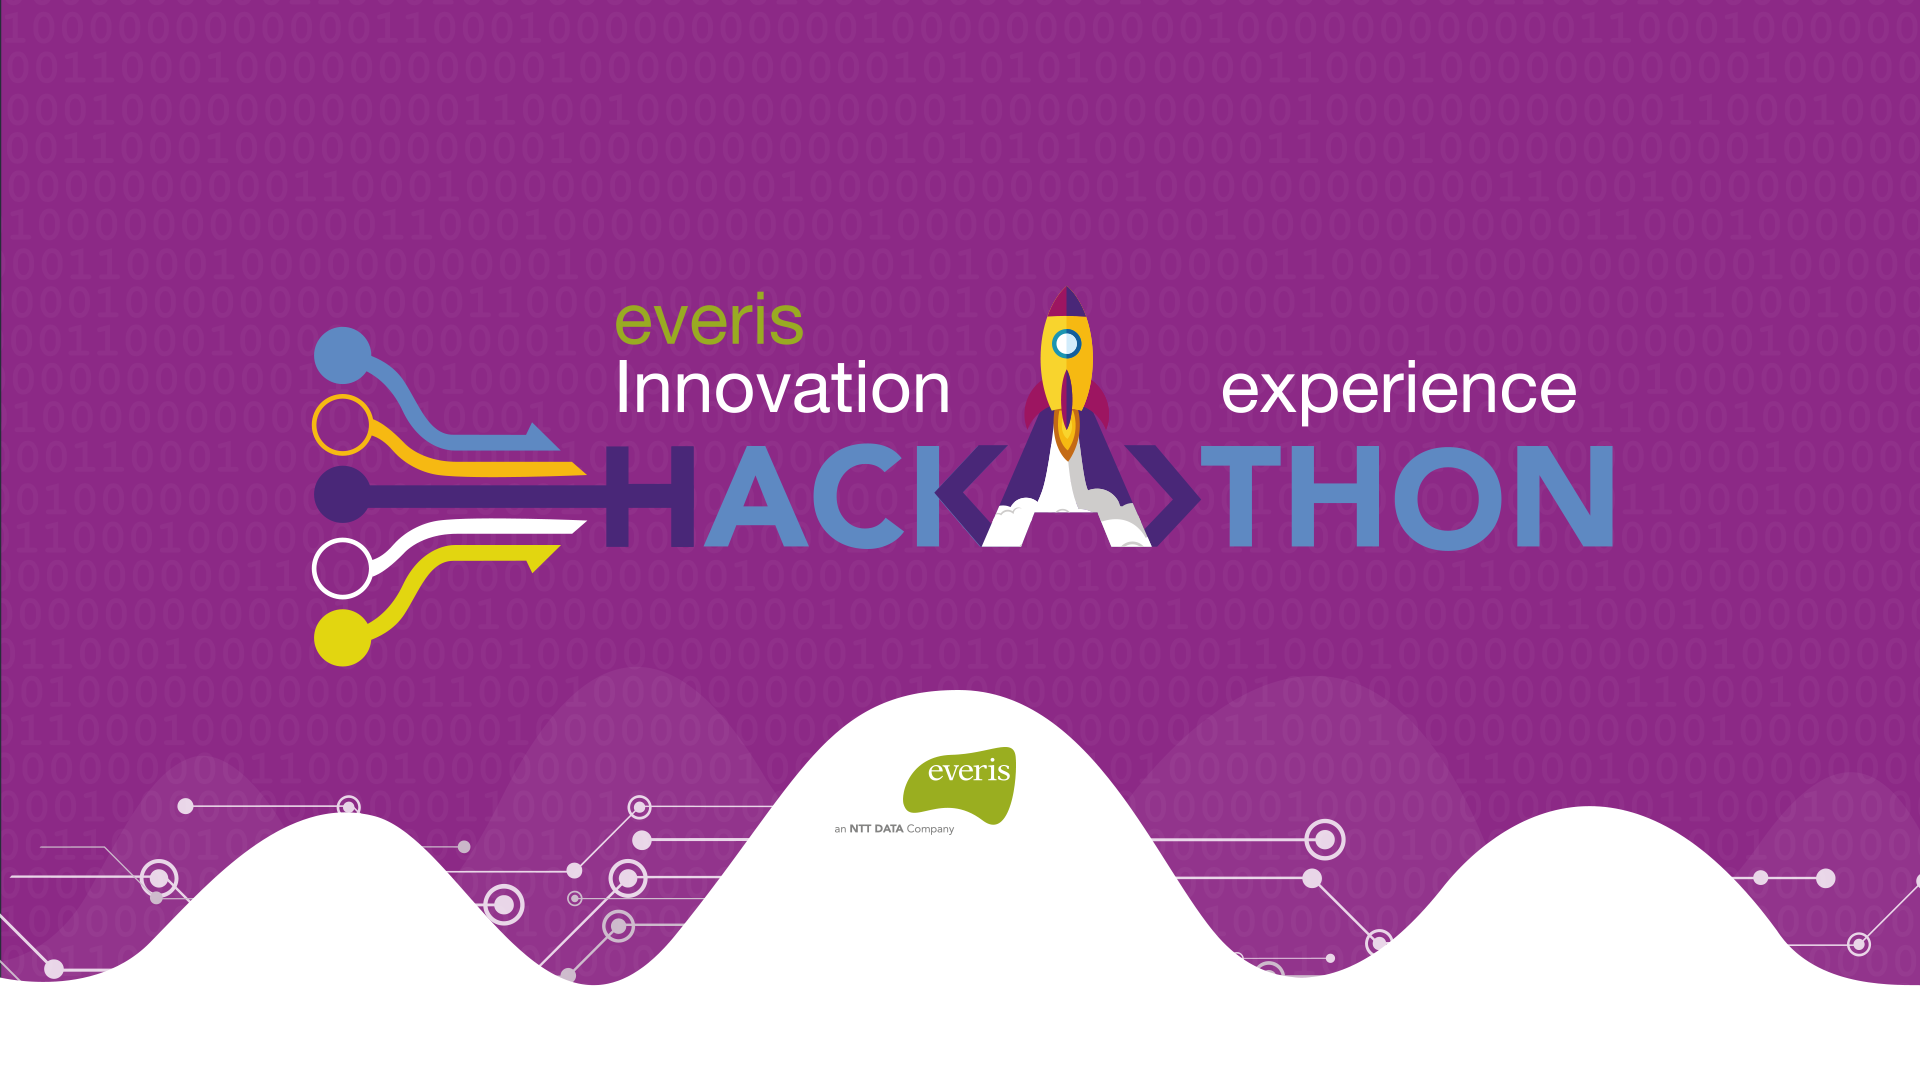 everis
Innovation experience
HACKATHON
everis
an NTT DATA Company